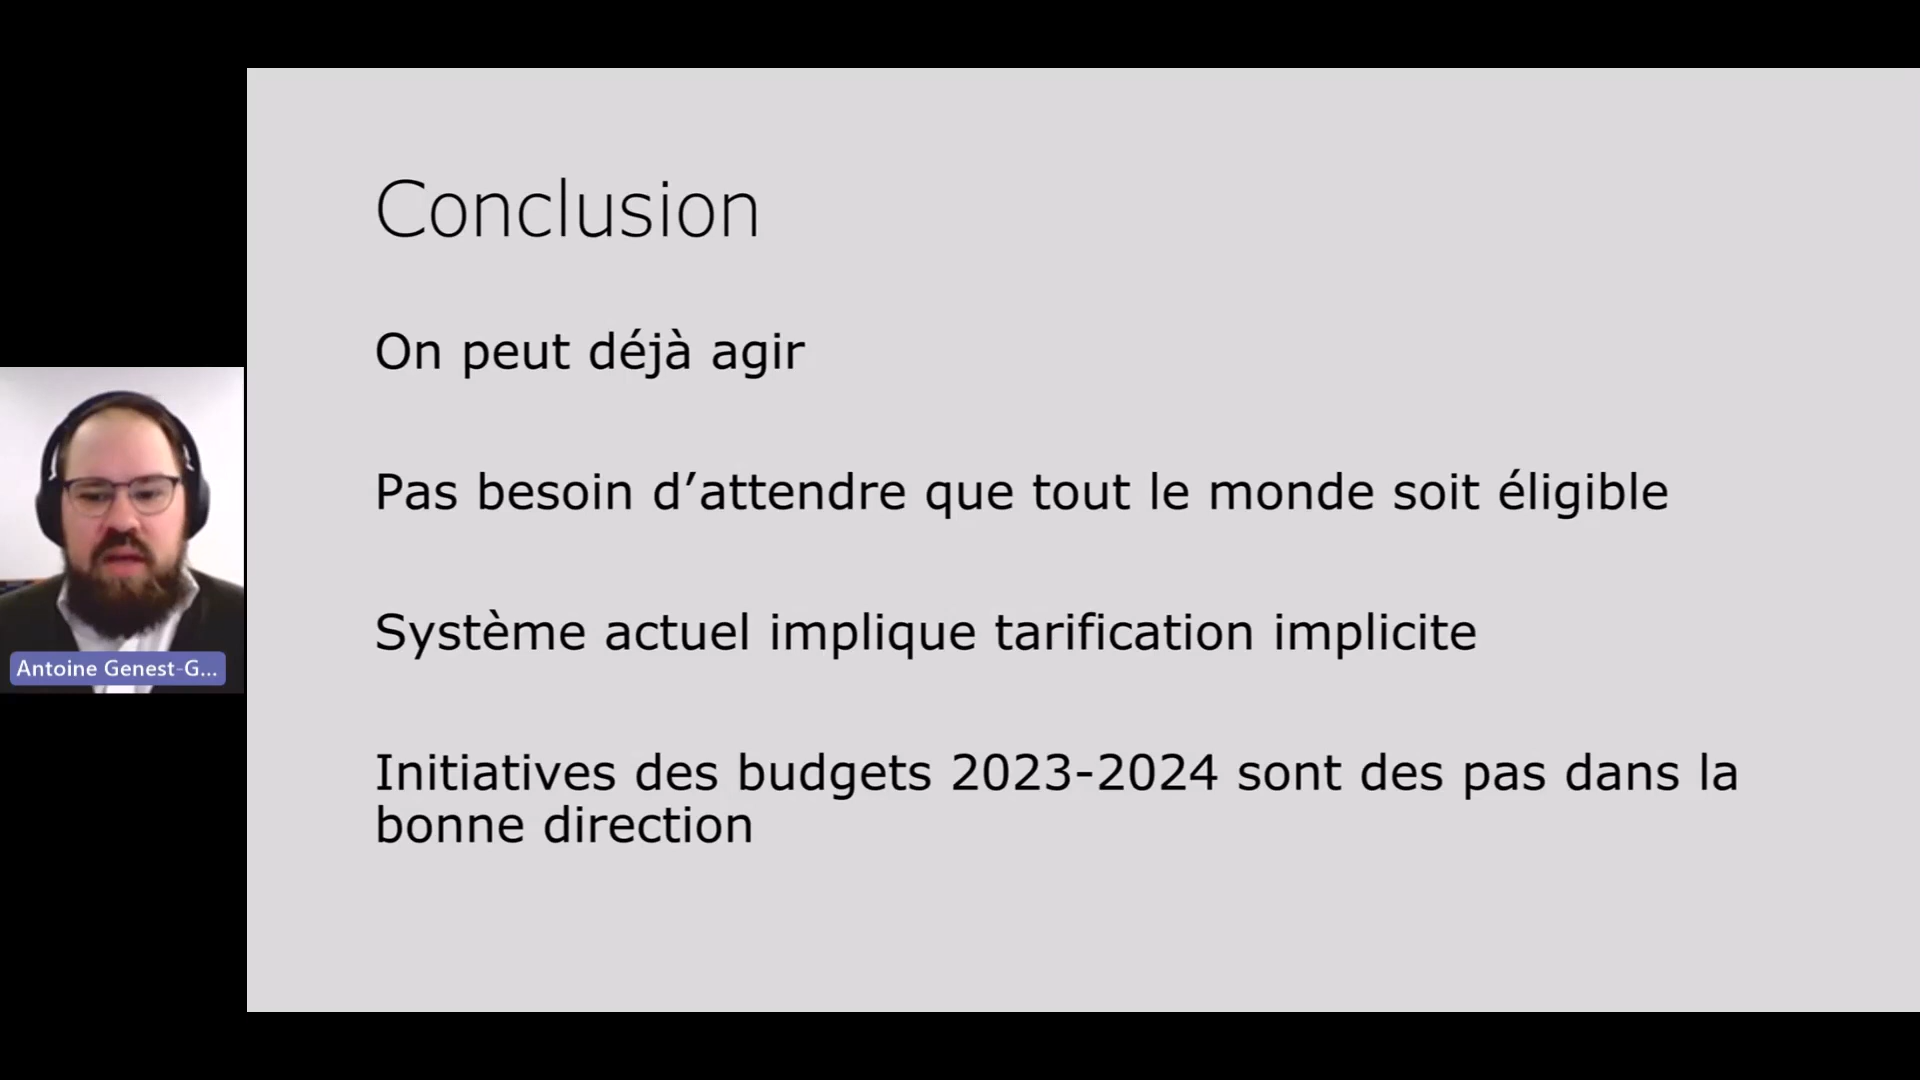 Conclusion
On peut déjà agir
Pas besoin d’attendre que tout le monde soit éligible
Système actuel implique tarification implicite
Initiatives des budgets 2023-2024 sont des pas dans la
bonne direction
Antoine Genest-G...